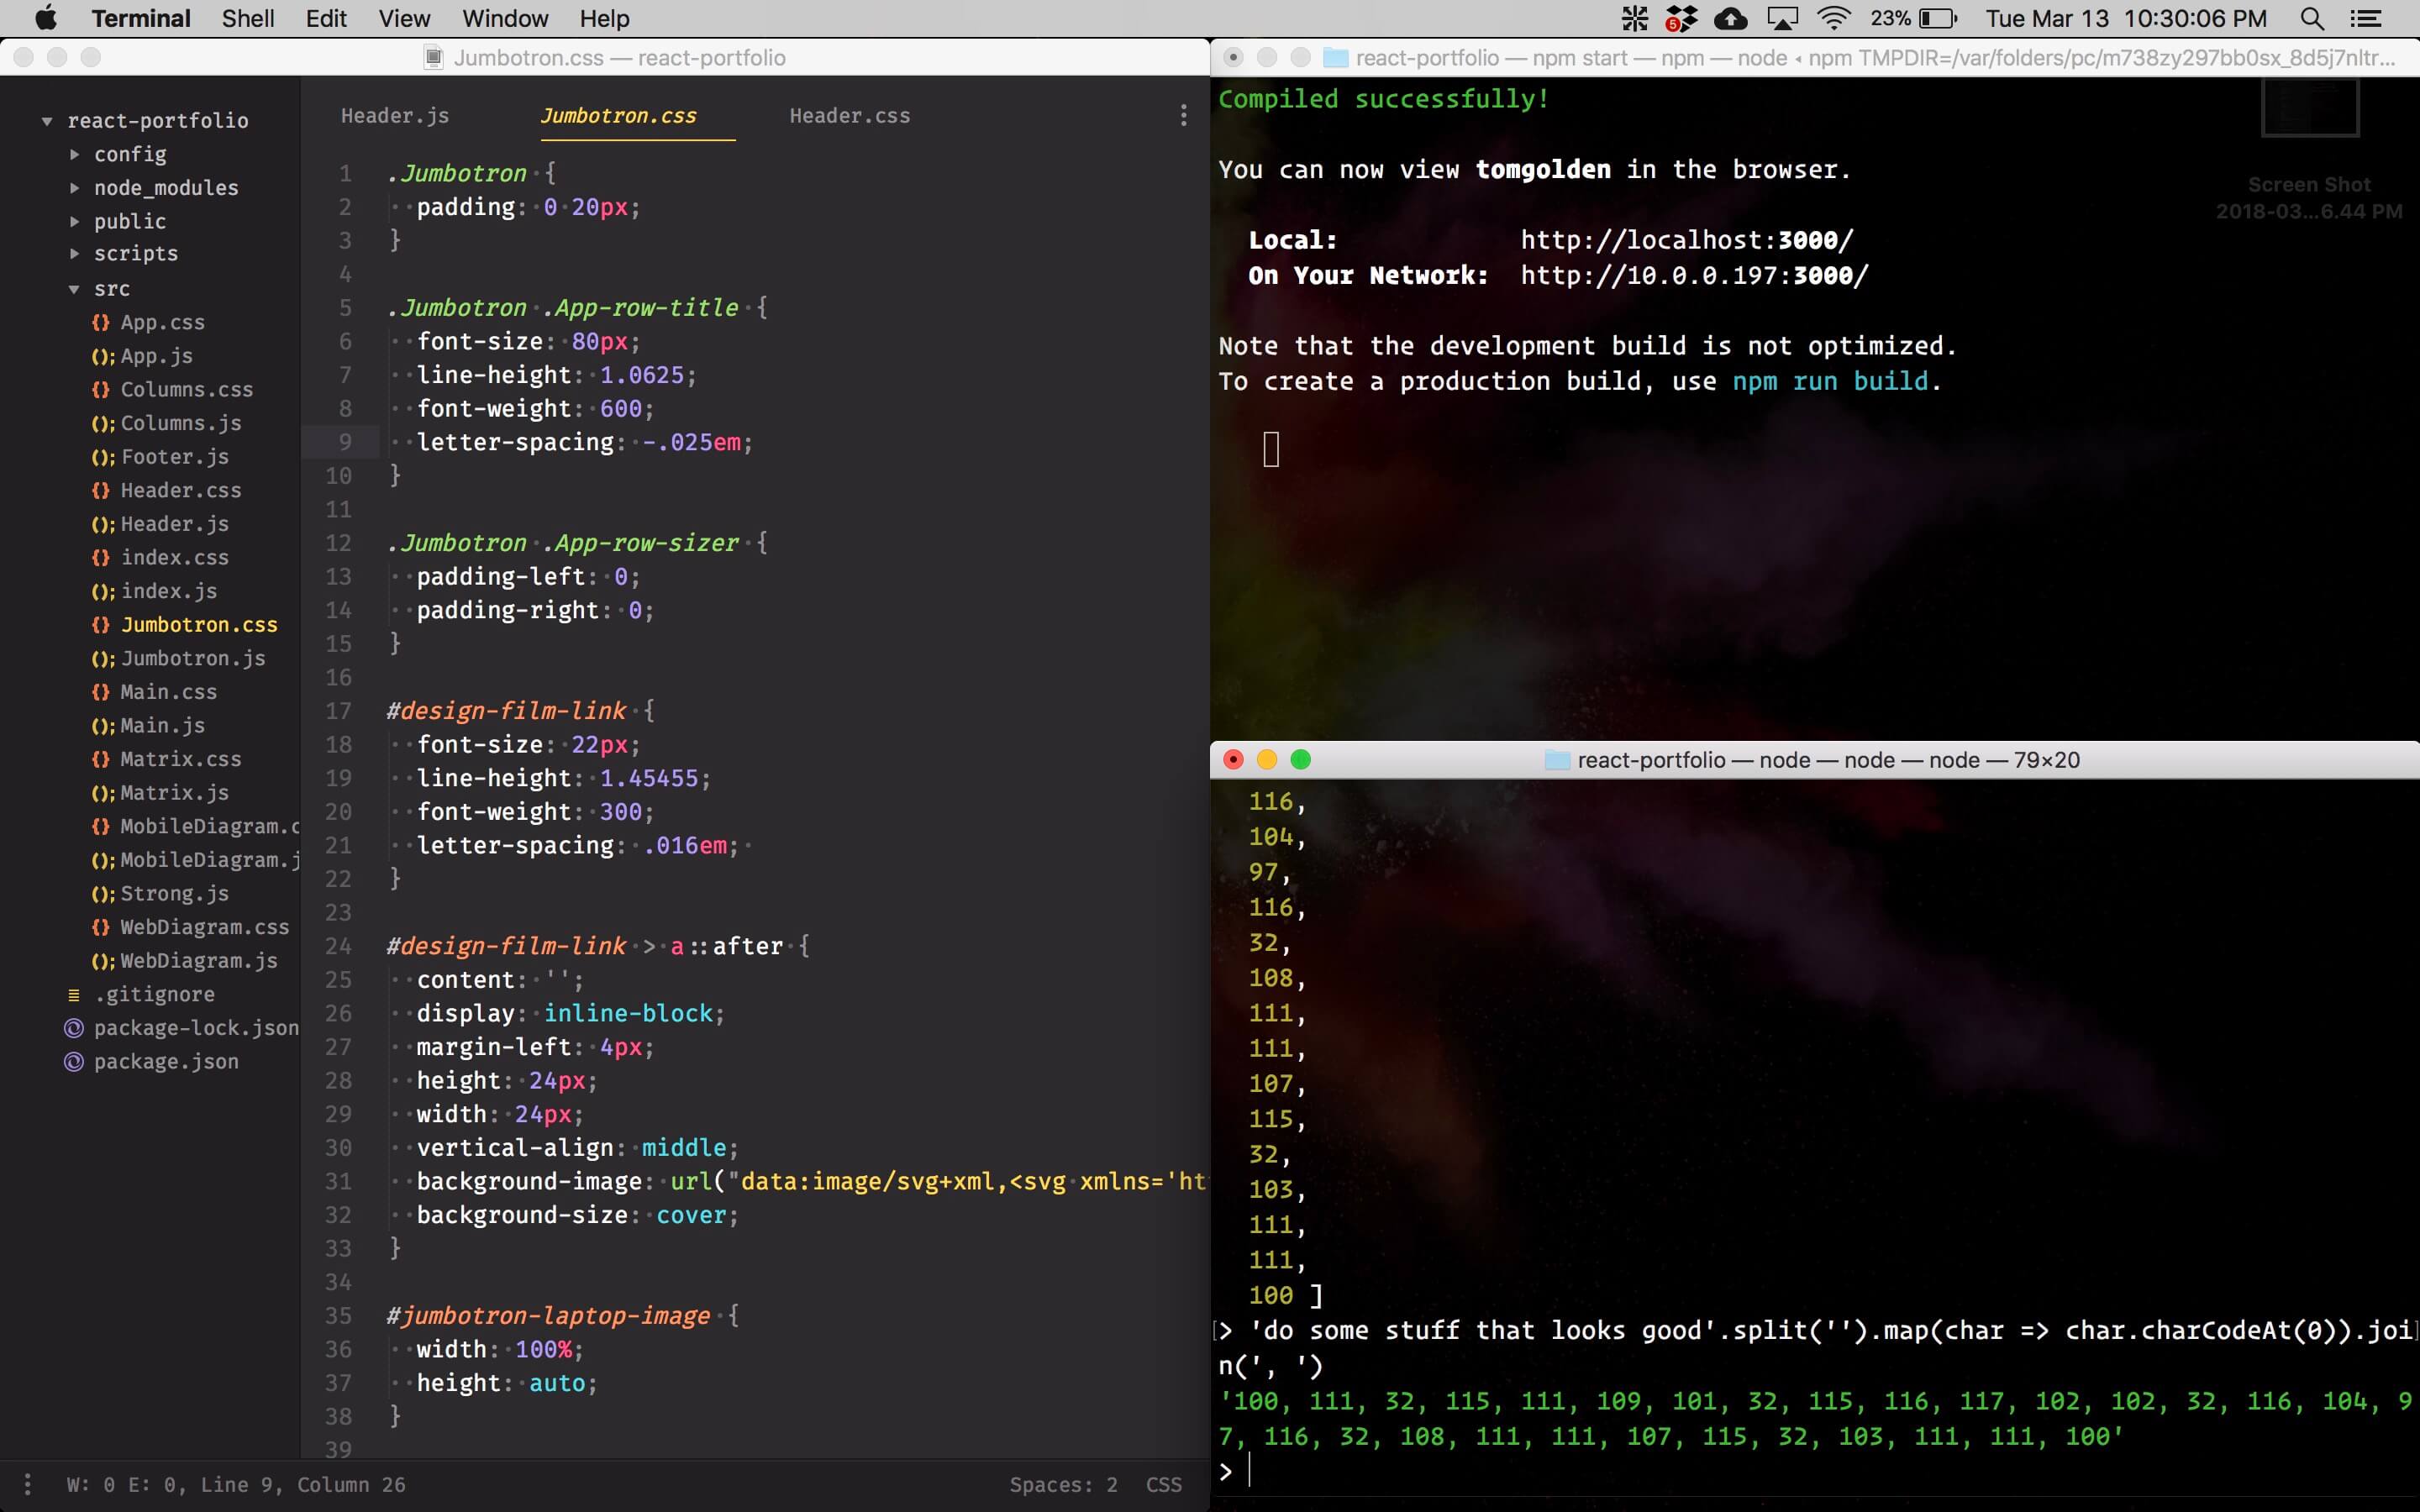 Terminal Shell Edit View Window Help 5 23% Tue Mar 13 10:30:06 PM
Jumbotron.css — react-portfolio
react-portfolio
config
node_modules
public
scripts
src
{} App.css
(); App.js
{} Columns.css
(); Columns.js
(); Footer.js
{} Header.css
(); Header.js
{} index.css
(); index.js
{} Jumbotron.css
(); Jumbotron.js
{} Main.css
(); Main.js
{} Matrix.css
(); Matrix.js
{} MobileDiagram.c
(); MobileDiagram.j
(); Strong.js
{} WebDiagram.css
(); WebDiagram.js
.gitignore
package-lock.json
package.json
Header.js Jumbotron.css Header.css
1 .Jumbotron {
2 padding: 0 20px;
3 }
4
5 .Jumbotron .App-row-title {
6 font-size: 80px;
7 line-height: 1.0625;
8 font-weight: 600;
9 letter-spacing: -.025em;
10 }
11
12 .Jumbotron .App-row-sizer {
13 padding-left: 0;
14 padding-right: 0;
15 }
16
17 #design-film-link {
18 font-size: 22px;
19 line-height: 1.45455;
20 font-weight: 300;
21 letter-spacing: .016em;
22 }
23
24 #design-film-link > a::after {
25 content: '';
26 display: inline-block;
27 margin-left: 4px;
28 height: 24px;
29 width: 24px;
30 vertical-align: middle;
31 background-image: url("data:image/svg+xml,<svg xmlns='ht
32 background-size: cover;
33 }
34
35 #jumbotron-laptop-image {
36 width: 100%;
37 height: auto;
38 }
39
W: 0 E: 0, Line 9, Column 26 Spaces: 2 CSS
react-portfolio — npm start — npm — node ◂ npm TMPDIR=/var/folders/pc/m738zy297bb0sx_8d5j7nltr...
Compiled successfully!
You can now view tomgolden in the browser.
Local: http://localhost:3000/
On Your Network: http://10.0.0.197:3000/
Note that the development build is not optimized.
To create a production build, use npm run build.
Screen Shot
2018-03...6.44 PM
react-portfolio — node — node — node — 79×20
116,
104,
97,
116,
32,
108,
111,
111,
107,
115,
32,
103,
111,
111,
100 ]
[> 'do some stuff that looks good'.split('').map(char => char.charCodeAt(0)).joi]
n(', ')
'100, 111, 32, 115, 111, 109, 101, 32, 115, 116, 117, 102, 102, 32, 116, 104, 9
7, 116, 32, 108, 111, 111, 107, 115, 32, 103, 111, 111, 100'
>